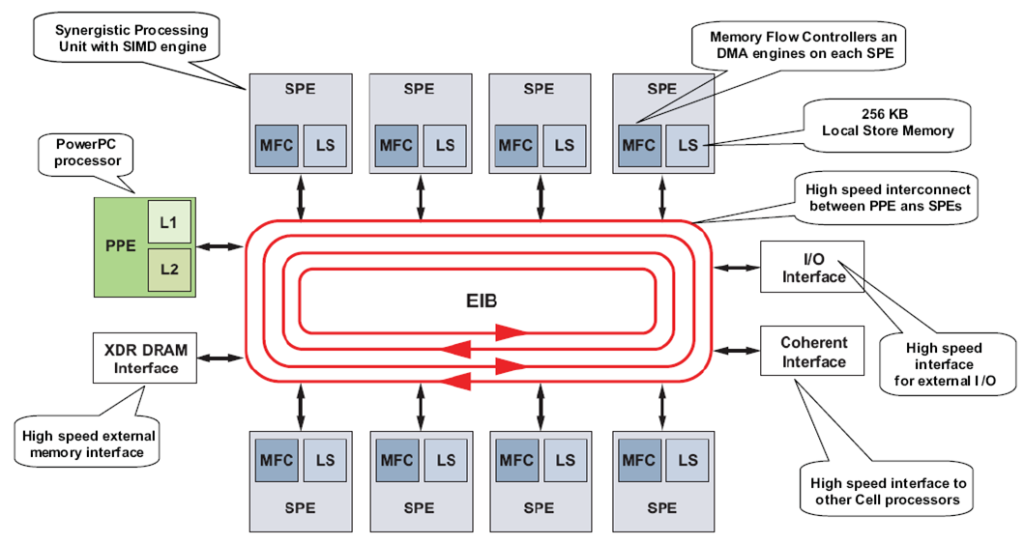 Synergistic Processing
Unit with SIMD engine
Memory Flow Controllers an
DMA engines on each SPE
SPE
SPE
SPE
SPE
256 KB
Local Store Memory
MFC LS
MFC LS
MFC LS
MFC LS
PowerPC
processor
High speed interconnect
between PPE ans SPEs
PPE
L1
L2
EIB
I/O
Interface
XDR DRAM
Interface
Coherent
Interface
High speed
interface
for external I/O
High speed external
memory interface
MFC LS
MFC LS
MFC LS
MFC LS
SPE
SPE
SPE
SPE
High speed interface to
other Cell processors